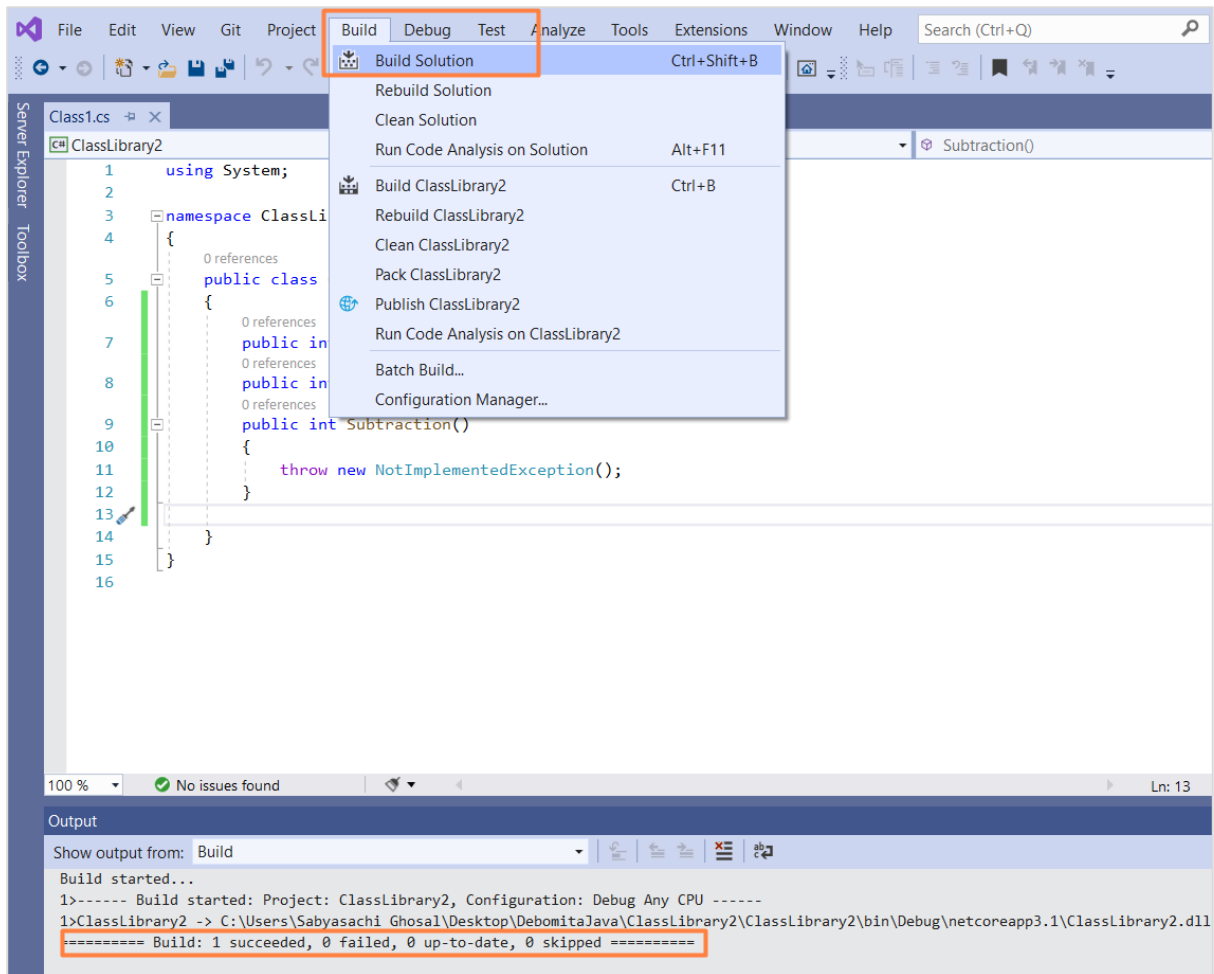 File Edit View Git Project Build Debug Test Analyze Tools Extensions Window Help Search (Ctrl+Q)
Build Solution Ctrl+Shift+B
Rebuild Solution
Clean Solution
Run Code Analysis on Solution Alt+F11
Build ClassLibrary2 Ctrl+B
Rebuild ClassLibrary2
Clean ClassLibrary2
Pack ClassLibrary2
Publish ClassLibrary2
Run Code Analysis on ClassLibrary2
Batch Build...
Configuration Manager...
Server Explorer
Toolbox
Class1.cs
C# ClassLibrary2 Subtraction()
1 using System;
2
3 namespace ClassLi
4 {
0 references
5 public class
6 {
0 references
7 public in
0 references
8 public in
0 references
9 public int Subtraction()
10 {
11 throw new NotImplementedException();
12 }
13
14 }
15 }
16
100 % No issues found Ln: 13
Output
Show output from: Build
Build started...
1>------ Build started: Project: ClassLibrary2, Configuration: Debug Any CPU ------
1>ClassLibrary2 -> C:\Users\Sabyasachi Ghosal\Desktop\DebomitaJava\ClassLibrary2\ClassLibrary2\bin\Debug\netcoreapp3.1\ClassLibrary2.dll
========== Build: 1 succeeded, 0 failed, 0 up-to-date, 0 skipped ==========